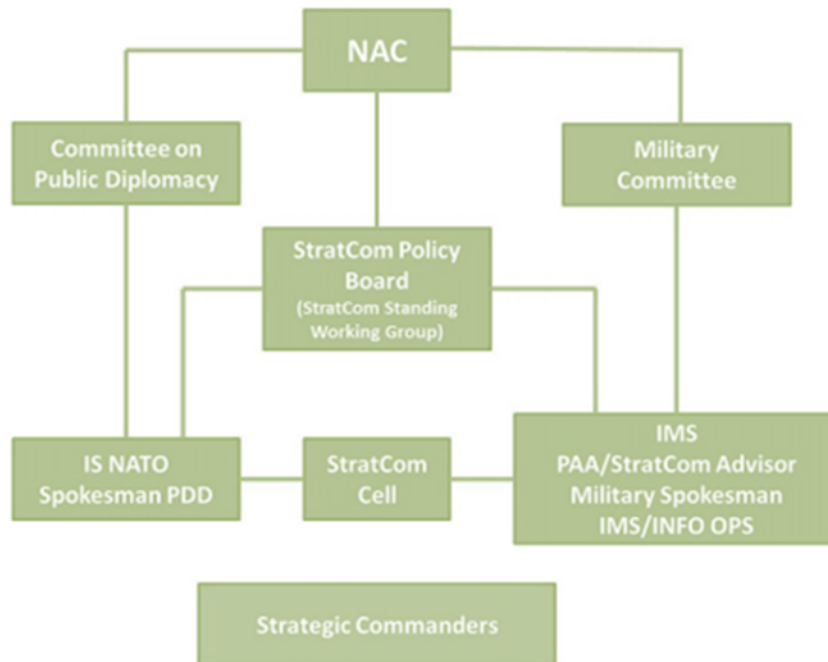 NAC
Committee on
Public Diplomacy
Military
Committee
StratCom Policy
Board
(StratCom Standing
Working Group)
IS NATO
Spokesman PDD
StratCom
Cell
IMS
PAA/StratCom Advisor
Military Spokesman
IMS/INFO OPS
Strategic Commanders